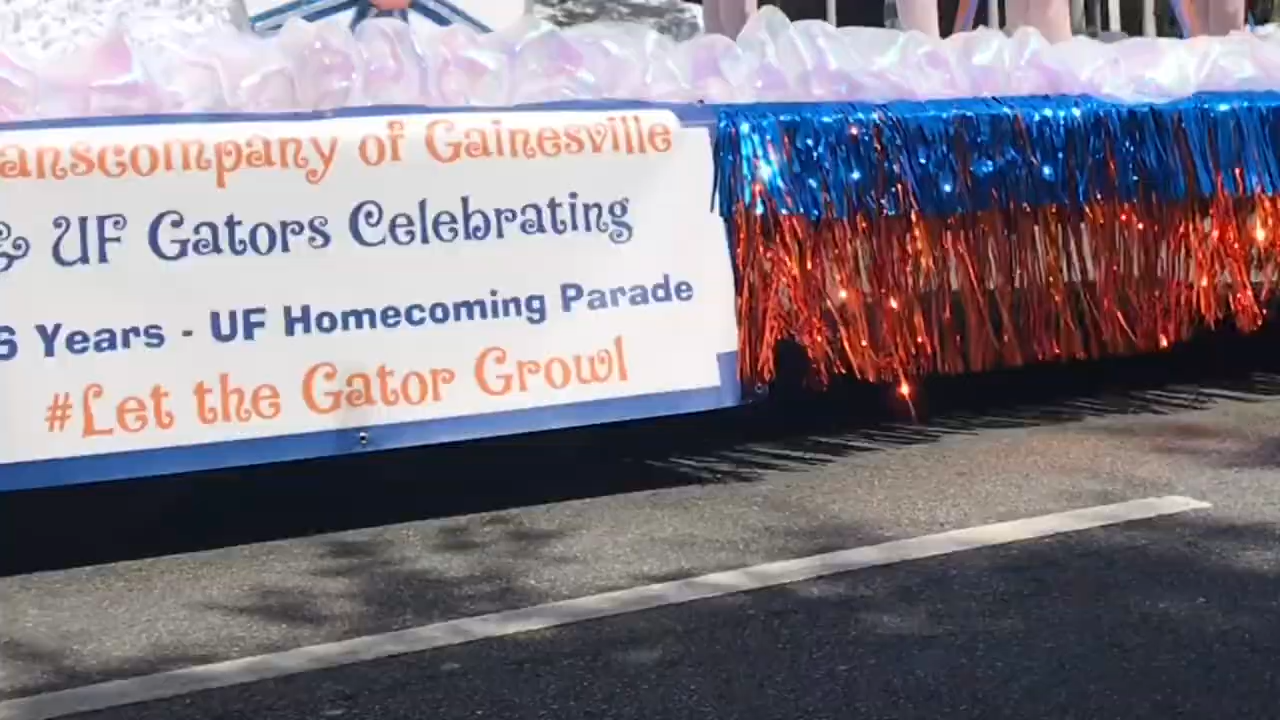 anscompany of Gainesville
& UF Gators Celebrating
6 Years - UF Homecoming Parade
#Let the Gator Growl